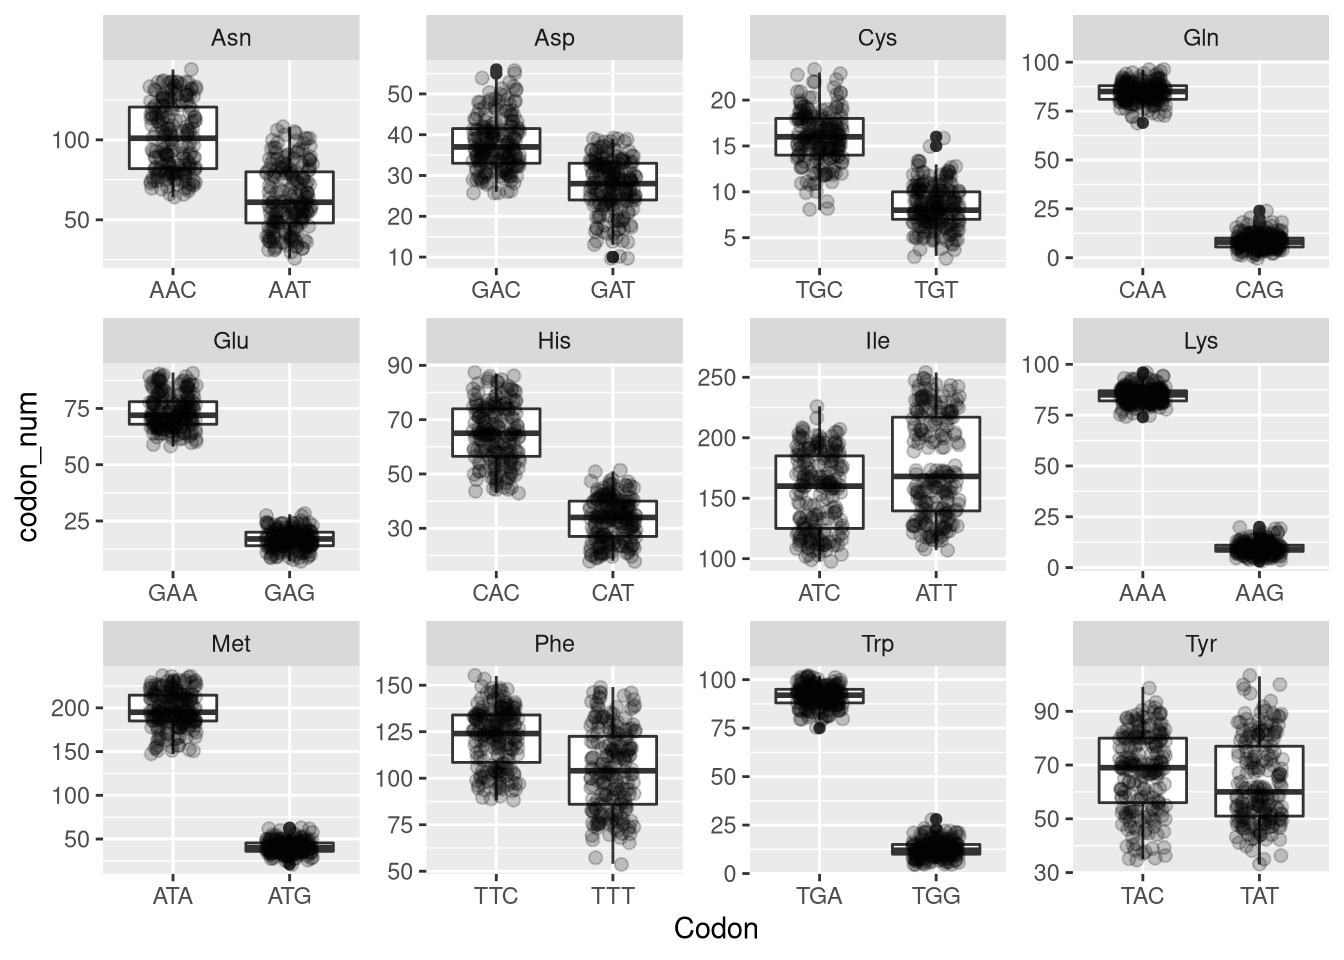 Asn Asp Cys Gln
100
50
AAC AAT
50
40
30
20
10
GAC GAT
20
15
10
5
TGC TGT
100
75
50
25
0
CAA CAG
Glu His Ile Lys
75
50
25
GAA GAG
90
70
50
30
CAC CAT
250
200
150
100
ATC ATT
100
75
50
25
0
AAA AAG
Met Phe Trp Tyr
200
150
100
50
ATA ATG
150
125
100
75
50
TTC TTT
100
75
50
25
0
TGA TGG
90
70
50
30
TAC TAT
codon_num
Codon